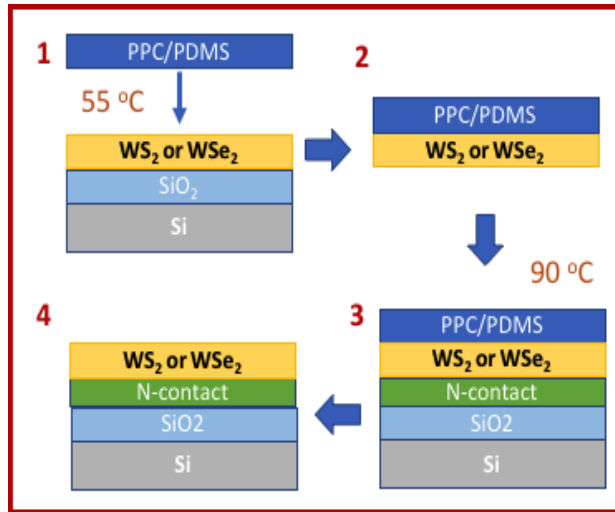 1
PPC/PDMS
55 °C
WS₂ or WSe₂
SiO₂
Si
2
PPC/PDMS
WS₂ or WSe₂
90 °C
3
PPC/PDMS
WS₂ or WSe₂
N-contact
SiO2
Si
4
WS₂ or WSe₂
N-contact
SiO2
Si